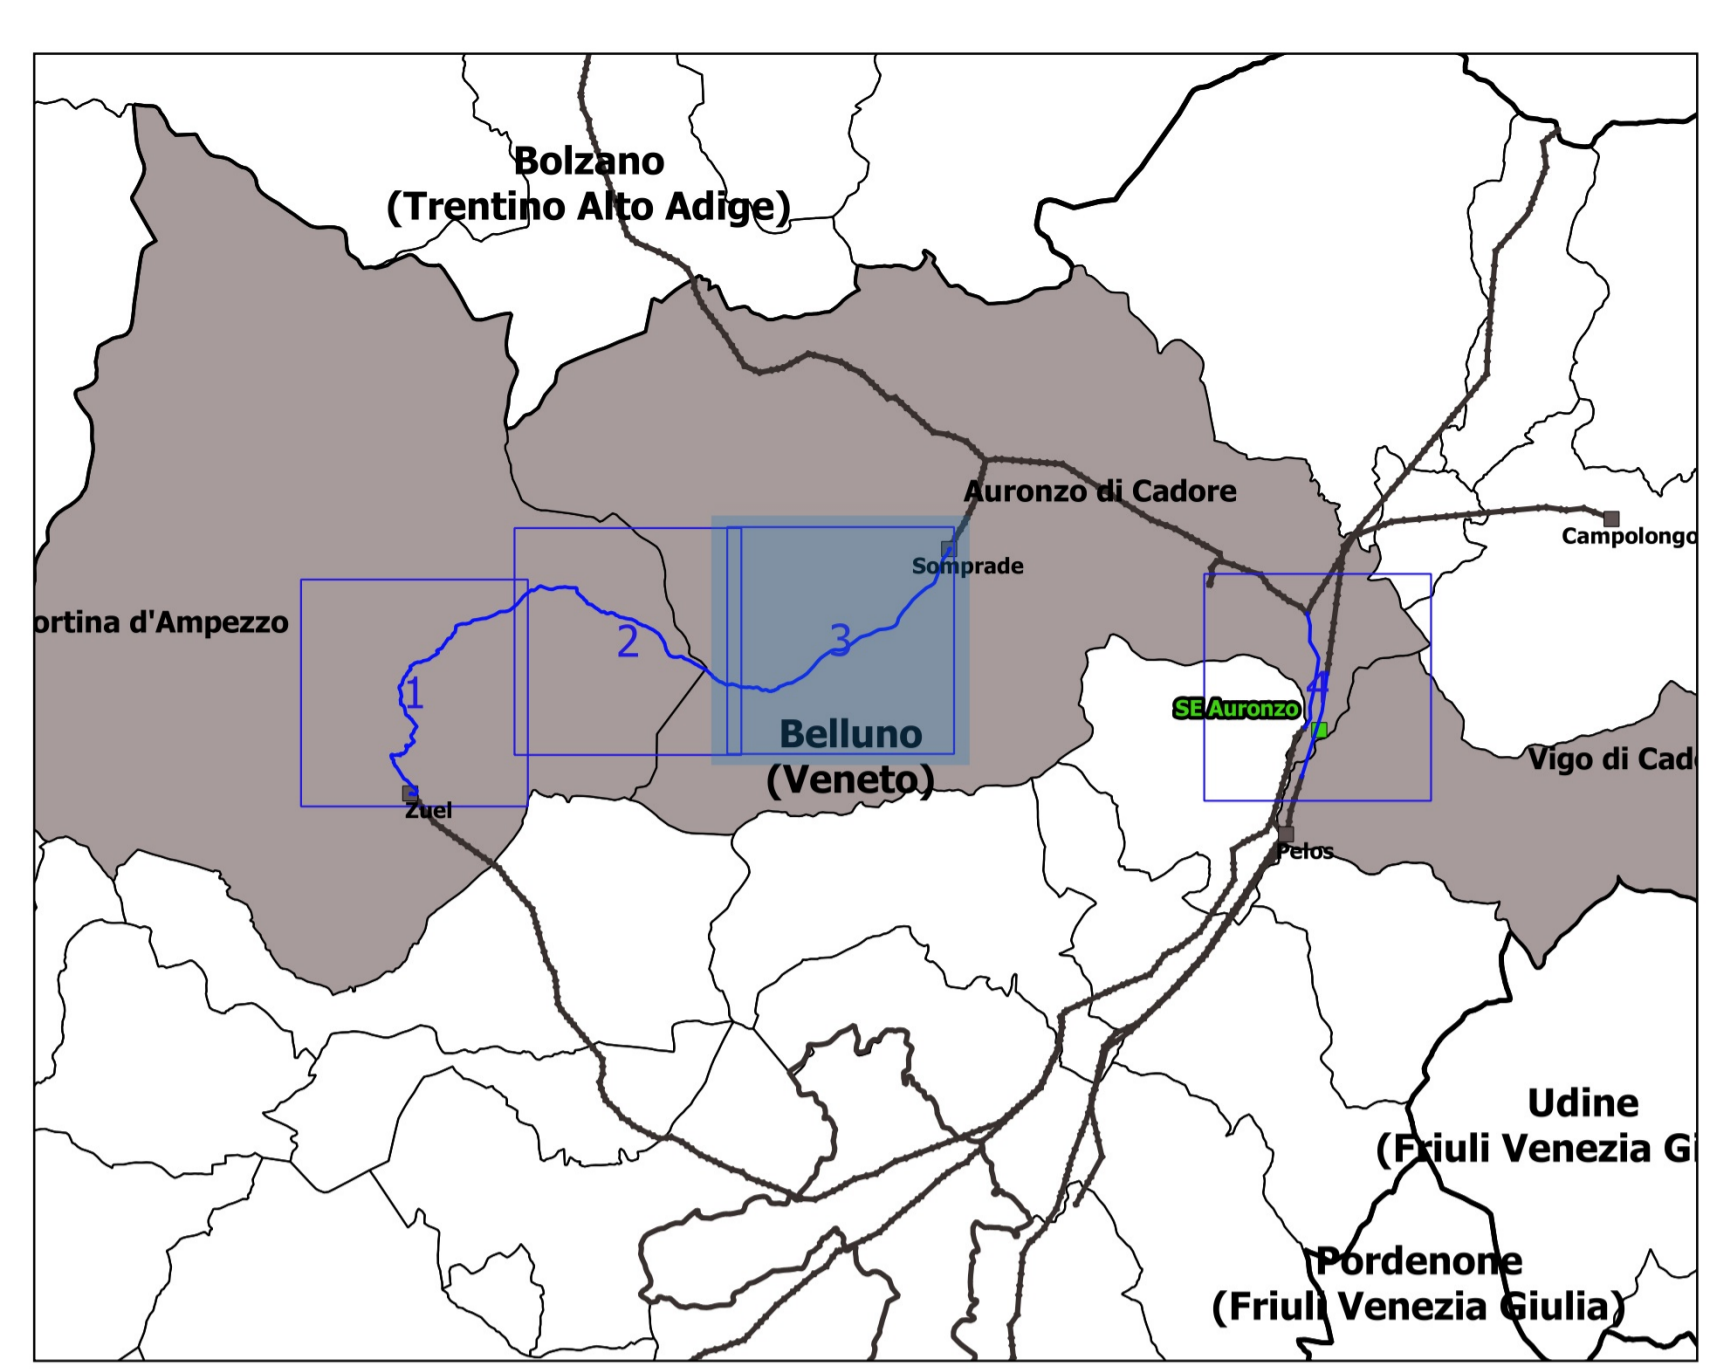 Bolzano
(Trentino Alto Adige)
Auronzo di Cadore
Campolongo
Somprade
ortina d'Ampezzo
2
3
1
4
SE Auronzo
Belluno
(Veneto)
Vigo di Cad
Zuel
Pelos
Udine
(Friuli Venezia Gi
Pordenone
(Friuli Venezia Giulia)